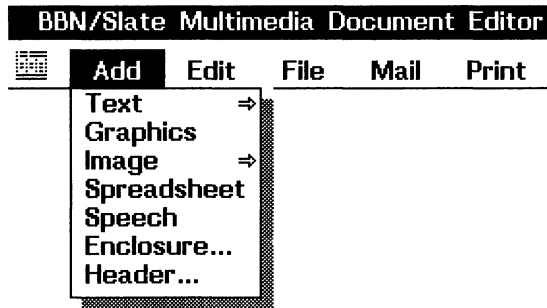 BBN/Slate Multimedia Document Editor
Add Edit File Mail Print
Text ⇒
Graphics
Image ⇒
Spreadsheet
Speech
Enclosure...
Header...